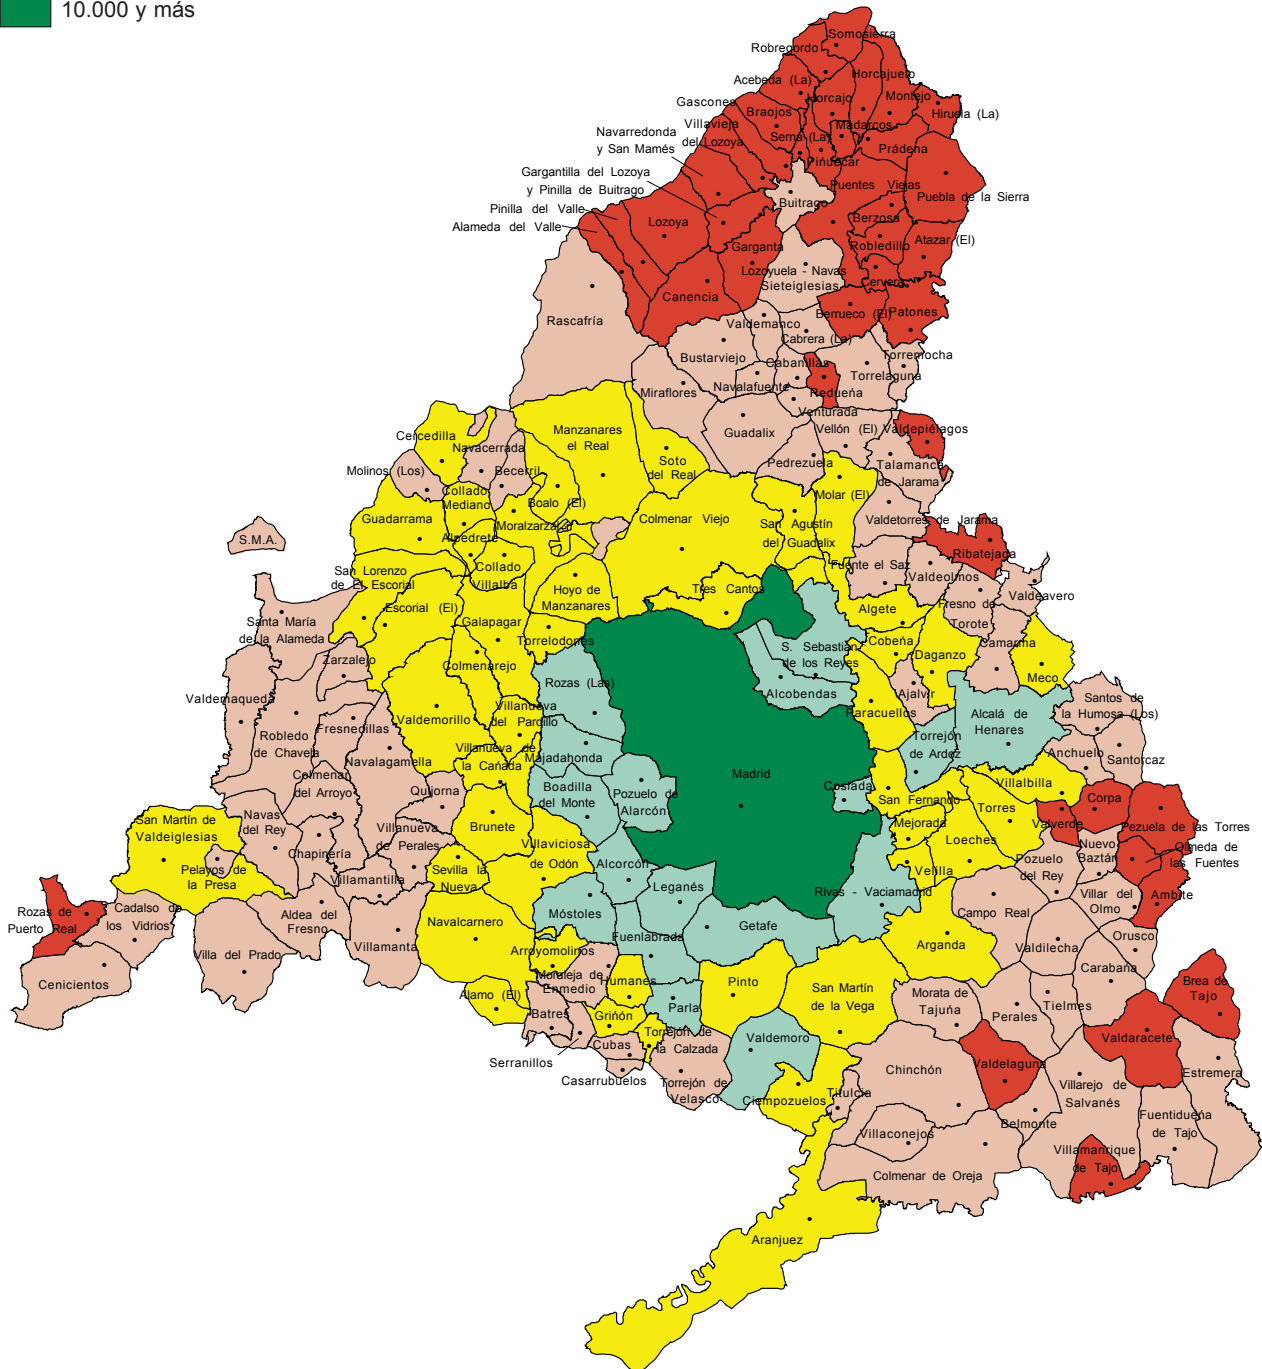 10.000 y más
Somosierra
Robregordo
Acebeda (La)
Horcajuelo
Horcajo
Montejo
Gascones
Braojos
Hiruela (La)
Villavieja
del Lozoya
Madarcos
Serna (La)
Navarredonda
y San Mamés
Prádena
Piñuécar
Gargantilla del Lozoya
y Pinilla de Buitrago
Puentes Viejas
Puebla de la Sierra
Buitrago
Pinilla del Valle
Alameda del Valle
Lozoya
Berzosa
Garganta
Robledillo
Atazar (El)
Lozoyuela - Navas
Sieteiglesias
Cervera
Canencia
Berrueco (El)
Patones
Rascafría
Valdemanco
Cabrera (La)
Bustarviejo
Torremocha
Cabanillas
Torrelaguna
Miraflores
Navalafuente
Redueña
Venturada
Vellón (El)
Valdepiélagos
Guadalix
Manzanares
el Real
Cercedilla
Navacerrada
Soto
del Real
Pedrezuela
Talamanca
de Jarama
Molinos (Los)
Becerril
Collado
Mediano
Boalo (El)
Molar (El)
Guadarrama
Moralzarzal
Colmenar Viejo
San Agustín
del Guadalix
Valdetorres de Jarama
S.M.A.
Alpedrete
Ribatejada
Collado
Villalba
Fuente el Saz
Valdeolmos
San Lorenzo
de El Escorial
Hoyo de
Manzanares
Tres Cantos
Valdeavero
Escorial (El)
Algete
Fresno de
Torote
Santa María
de la Alameda
Galapagar
Torrelodones
S. Sebastián
de los Reyes
Cobeña
Camarma
Daganzo
Zarzalejo
Colmenarejo
Rozas (Las)
Meco
Alcobendas
Ajalvir
Valdemaqueda
Villanueva
del Pardillo
Paracuellos
Santos de
la Humosa (Los)
Alcalá de
Henares
Valdemorillo
Fresnedillas
Robledo
de Chavela
Torrejón
de Ardoz
Villanueva de
la Cañada
Majadahonda
Anchuelo
Santorcaz
Navalagamella
Colmenar
del Arroyo
Madrid
Coslada
Villalbilla
Boadilla
del Monte
Pozuelo de
Alarcón
Quijorna
San Fernando
Corpa
Torres
Navas
del Rey
San Martín de
Valdeiglesias
Villanueva
de Perales
Brunete
Mejorada
Valverde
Pezuela de las Torres
Villaviciosa
de Odón
Loeches
Nuevo
Baztán
Olmeda de
las Fuentes
Chapinería
Alcorcón
Pozuelo
del Rey
Pelayos de
la Presa
Sevilla la
Nueva
Velilla
Villamantilla
Leganés
Rivas - Vaciamadrid
Villar del
Olmo
Ambite
Rozas de
Puerto Real
Cadalso de
los Vidrios
Aldea del
Fresno
Móstoles
Campo Real
Navalcarnero
Getafe
Orusco
Fuenlabrada
Villamanta
Arganda
Valdilecha
Villa del Prado
Arroyomolinos
Carabaña
Cenicientos
Moraleja de
Enmedio
Humanes
Pinto
San Martín
de la Vega
Brea de
Tajo
Alamo (El)
Morata de
Tajuña
Tielmes
Batres
Griñón
Parla
Perales
Torrejón de
la Calzada
Valdemoro
Valdaracete
Cubas
Serranillos
Valdelaguna
Chinchón
Estremera
Casarrubuelos
Torrejón de
Velasco
Villarejo de
Salvanés
Ciempozuelos
Titulcia
Fuentidueña
de Tajo
Belmonte
Villaconejos
Villamanrique
de Tajo
Colmenar de Oreja
Aranjuez